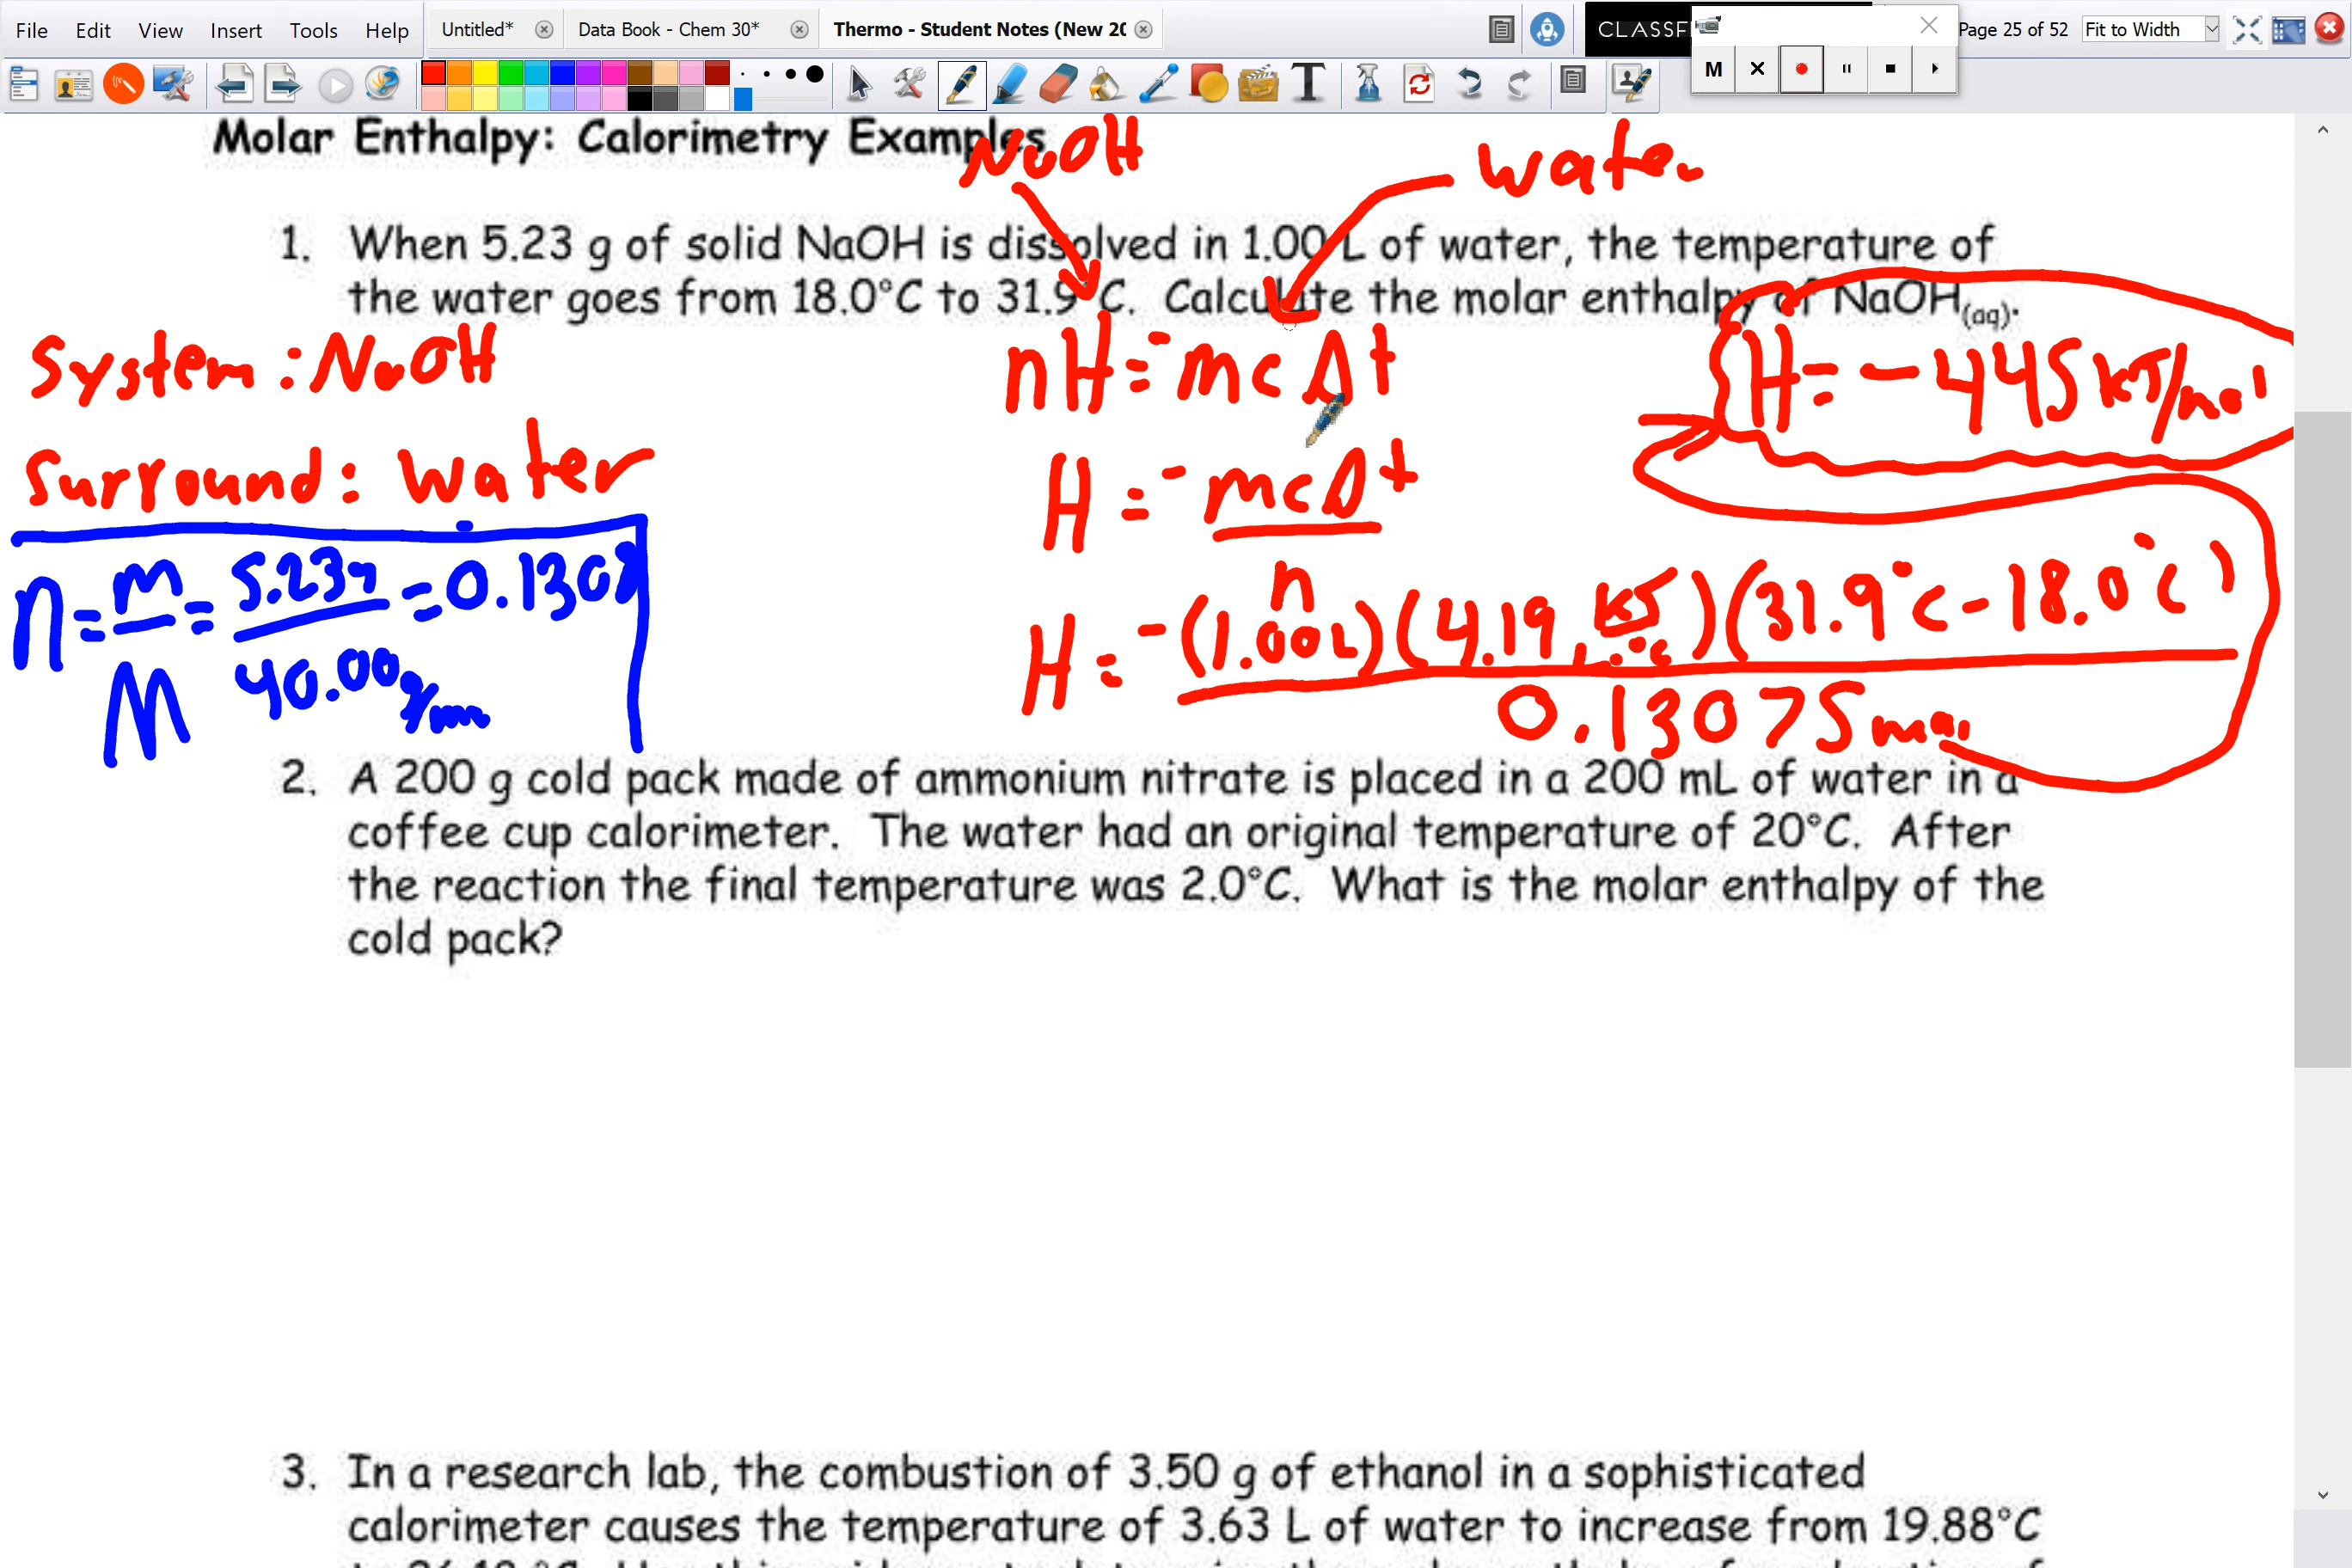 File Edit View Insert Tools Help Untitled* Data Book - Chem 30* Thermo - Student Notes (New 20 CLASSF Page 25 of 52 Fit to Width
M
Molar Enthalpy: Calorimetry Examples
NaOH
water
1. When 5.23 g of solid NaOH is dissolved in 1.00 L of water, the temperature of
the water goes from 18.0°C to 31.9°C. Calculate the molar enthalpy of NaOH(aq).
System: NaOH
nH = -mcΔt
H = -445 kJ/mol
Surround: water
H = -mcΔt
n
n = m = 5.23g = 0.1307
M 40.00g/mol
H = -(1.00L)(4.19 kJ/L·°C)(31.9°C - 18.0°C)
0.13075 mol
2. A 200 g cold pack made of ammonium nitrate is placed in a 200 mL of water in a
coffee cup calorimeter. The water had an original temperature of 20°C. After
the reaction the final temperature was 2.0°C. What is the molar enthalpy of the
cold pack?
3. In a research lab, the combustion of 3.50 g of ethanol in a sophisticated
calorimeter causes the temperature of 3.63 L of water to increase from 19.88°C